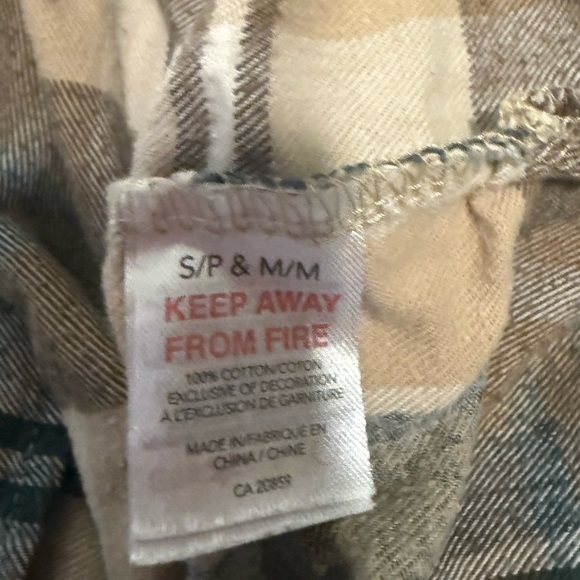 S/P & M/M
KEEP AWAY
FROM FIRE
100% COTTON/COTON
EXCLUSIVE OF DECORATION
À L'EXCLUSION DE GARNITURE
MADE IN/FABRIQUÉ EN
CHINA / CHINE
CA 20859